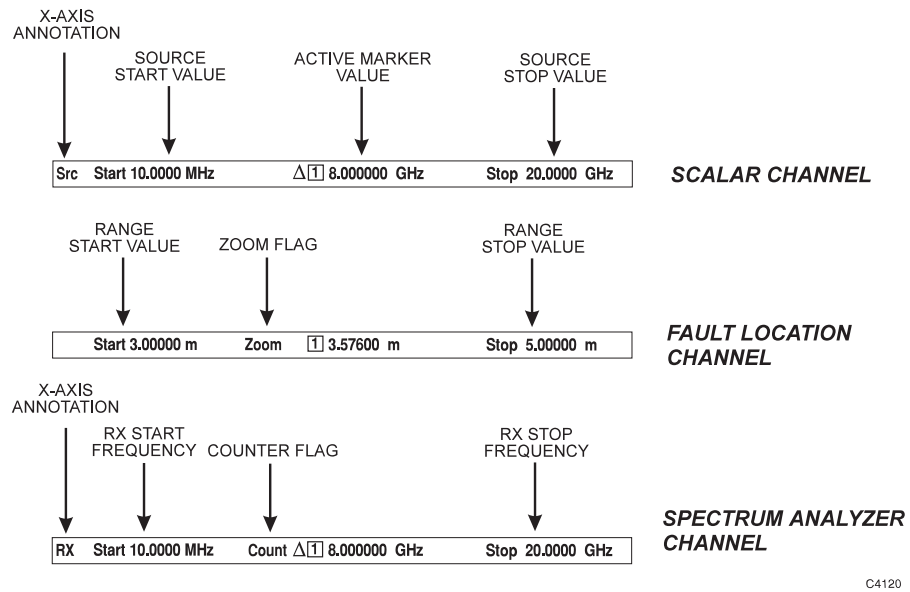 X-AXIS
ANNOTATION
SOURCE
START VALUE
ACTIVE MARKER
VALUE
SOURCE
STOP VALUE
Src Start 10.0000 MHz Δ 1 8.000000 GHz Stop 20.0000 GHz
SCALAR CHANNEL
RANGE
START VALUE
ZOOM FLAG
RANGE
STOP VALUE
Start 3.00000 m Zoom 1 3.57600 m Stop 5.00000 m
FAULT LOCATION
CHANNEL
X-AXIS
ANNOTATION
RX START
FREQUENCY
COUNTER FLAG
RX STOP
FREQUENCY
RX Start 10.0000 MHz Count Δ 1 8.000000 GHz Stop 20.0000 GHz
SPECTRUM ANALYZER
CHANNEL
C4120